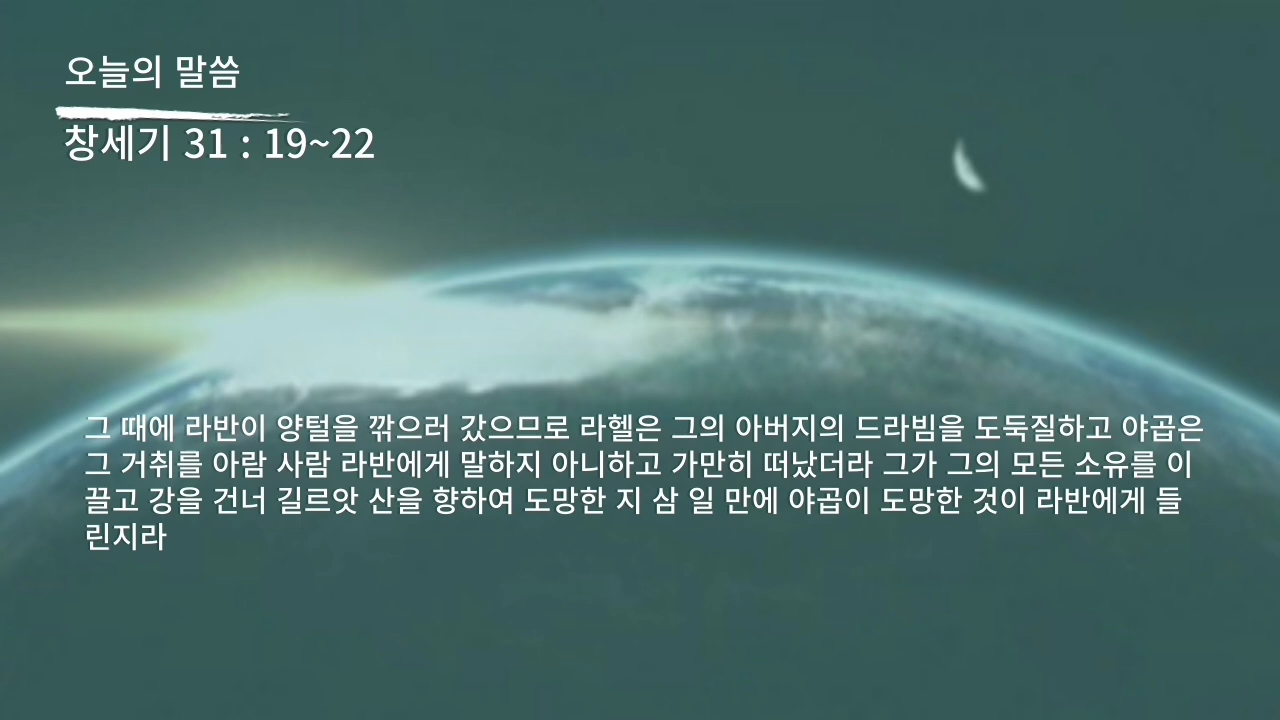 오늘의 말씀
창세기 31 : 19~22
그 때에 라반이 양털을 깎으러 갔으므로 라헬은 그의 아버지의 드라빔을 도둑질하고 야곱은
그 거취를 아람 사람 라반에게 말하지 아니하고 가만히 떠났더라 그가 그의 모든 소유를 이
끌고 강을 건너 길르앗 산을 향하여 도망한 지 삼 일 만에 야곱이 도망한 것이 라반에게 들
린지라